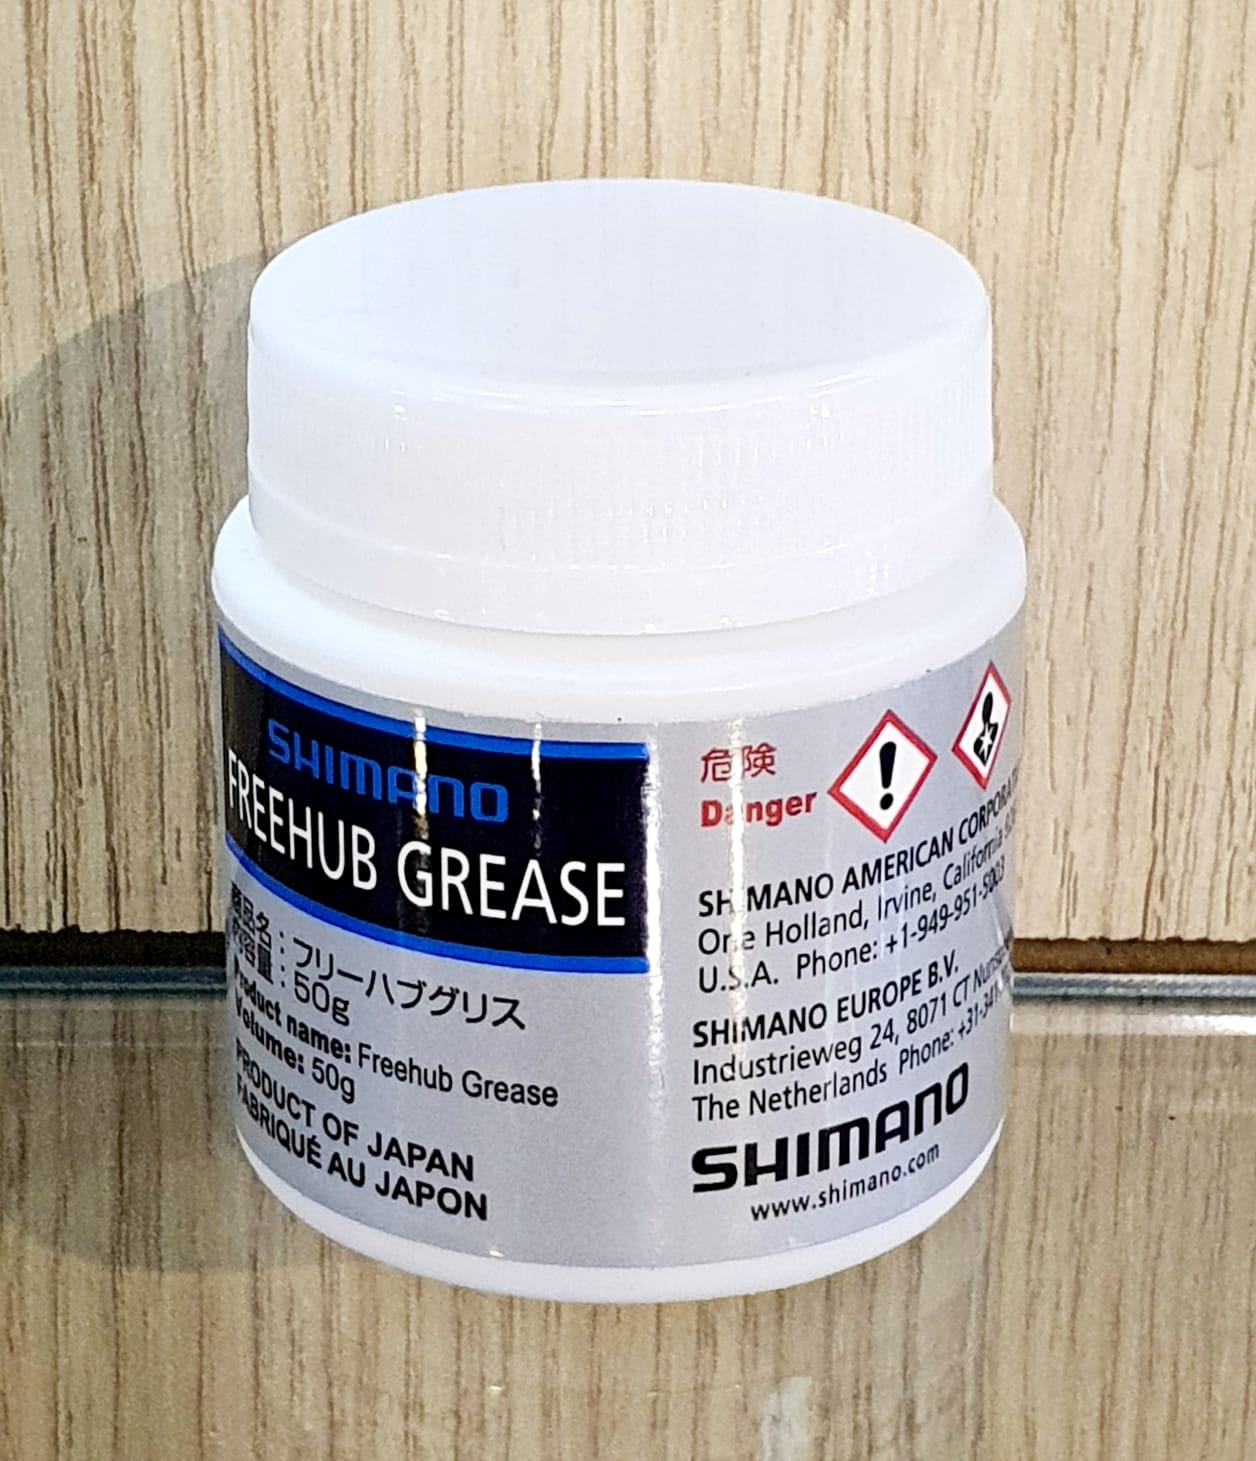 SHIMANO
FREEHUB GREASE
商品名：フリーハブグリス
内容量：50g
Product name: Freehub Grease
Volume: 50g
PRODUCT OF JAPAN
FABRIQUÉ AU JAPON
危険
Danger
SHIMANO AMERICAN
One Holland, Irvine, California
U.S.A. Phone: +1-949-951-5003
SHIMANO EUROPE B.V.
Industrieweg 24, 8071 CT
The Netherlands Phone:
SHIMANO
www.shimano.com